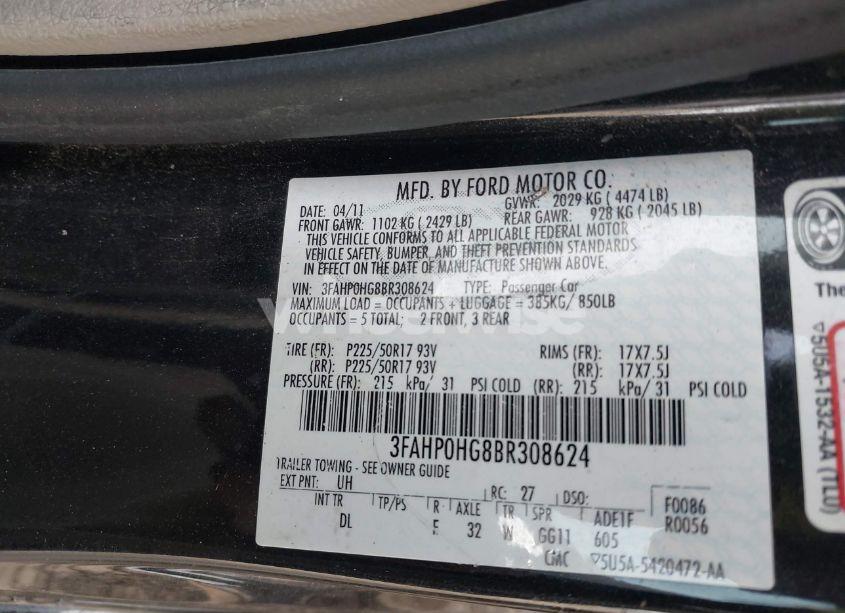 MFD. BY FORD MOTOR CO.
DATE: 04/11 GVWR: 2029 KG ( 4474 LB)
FRONT GAWR: 1102 KG ( 2429 LB) REAR GAWR: 928 KG ( 2045 LB)
THIS VEHICLE CONFORMS TO ALL APPLICABLE FEDERAL MOTOR
VEHICLE SAFETY, BUMPER, AND THEFT PREVENTION STANDARDS
IN EFFECT ON THE DATE OF MANUFACTURE SHOWN ABOVE.
VIN: 3FAHP0HG8BR308624 TYPE: Passenger Car
MAXIMUM LOAD = OCCUPANTS + LUGGAGE = 385KG/ 850LB
OCCUPANTS = 5 TOTAL; 2 FRONT, 3 REAR
TIRE (FR): P225/50R17 93V RIMS (FR): 17X7.5J
(RR): P225/50R17 93V (RR): 17X7.5J
PRESSURE (FR): 215 kPa/ 31 PSI COLD (RR): 215 kPa/ 31 PSI COLD
3FAHP0HG8BR308624
TRAILER TOWING - SEE OWNER GUIDE
EXT PNT: UH RC: 27 DSO: F0086
INT TR TP/PS R AXLE TR SPR ADE1F R0056
DL 32 W GG11 605
CMC ▽5U5A-5420472-AA
The
▽5U5A-1532-AA (TLU)